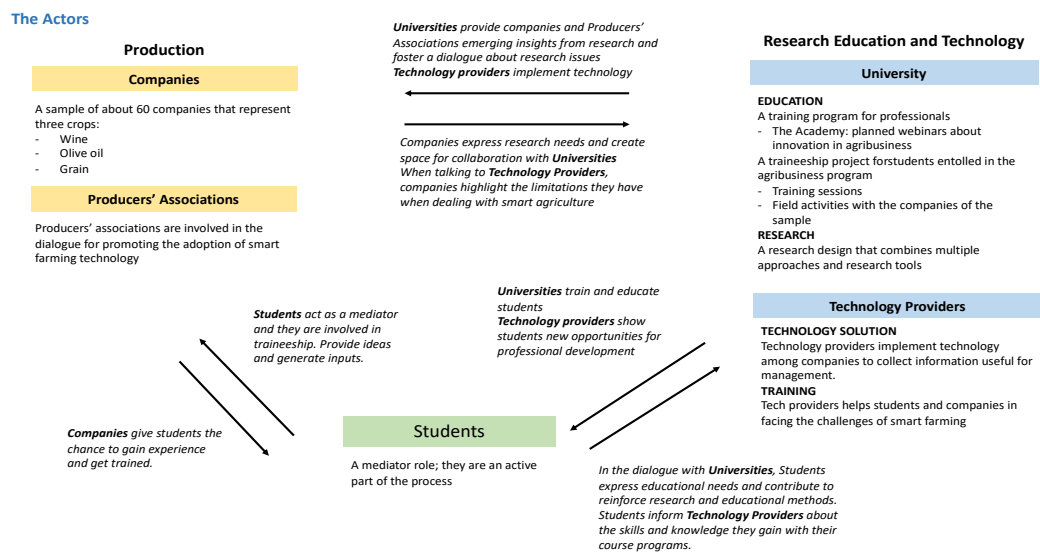 The Actors
Production
Companies
A sample of about 60 companies that represent
three crops:
- Wine
- Olive oil
- Grain
Producers’ Associations
Producers’ associations are involved in the
dialogue for promoting the adoption of smart
farming technology
Universities provide companies and Producers’
Associations emerging insights from research and
foster a dialogue about research issues
Technology providers implement technology
Companies express research needs and create
space for collaboration with Universities
When talking to Technology Providers,
companies highlight the limitations they have
when dealing with smart agriculture
Research Education and Technology
University
EDUCATION
A training program for professionals
- The Academy: planned webinars about
innovation in agribusiness
A traineeship project forstudents entolled in the
agribusiness program
- Training sessions
- Field activities with the companies of the
sample
RESEARCH
A research design that combines multiple
approaches and research tools
Technology Providers
TECHNOLOGY SOLUTION
Technology providers implement technology
among companies to collect information useful for
management.
TRAINING
Tech providers helps students and companies in
facing the challenges of smart farming
Students act as a mediator
and they are involved in
traineeship. Provide ideas
and generate inputs.
Universities train and educate
students
Technology providers show
students new opportunities for
professional development
Companies give students the
chance to gain experience
and get trained.
Students
A mediator role; they are an active
part of the process
In the dialogue with Universities, Students
express educational needs and contribute to
reinforce research and educational methods.
Students inform Technology Providers about
the skills and knowledge they gain with their
course programs.